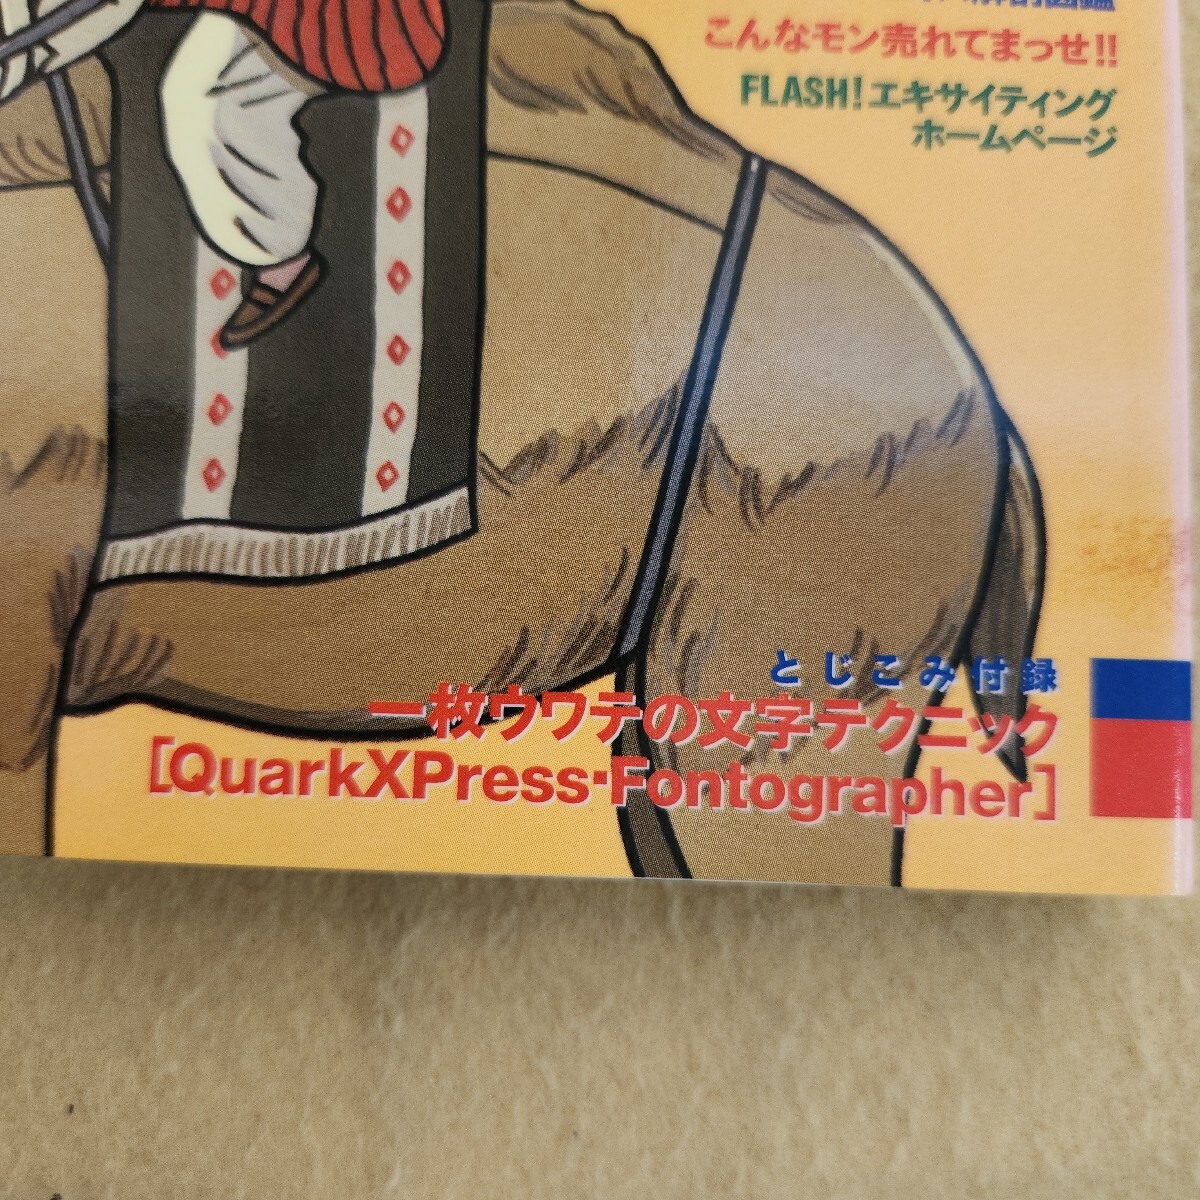 こんなモン売れてまっせ!!
FLASH!エキサイティング
ホームページ
とじこみ付録
一枚ウワテの文字テクニック
[QuarkXPress・Fontographer]